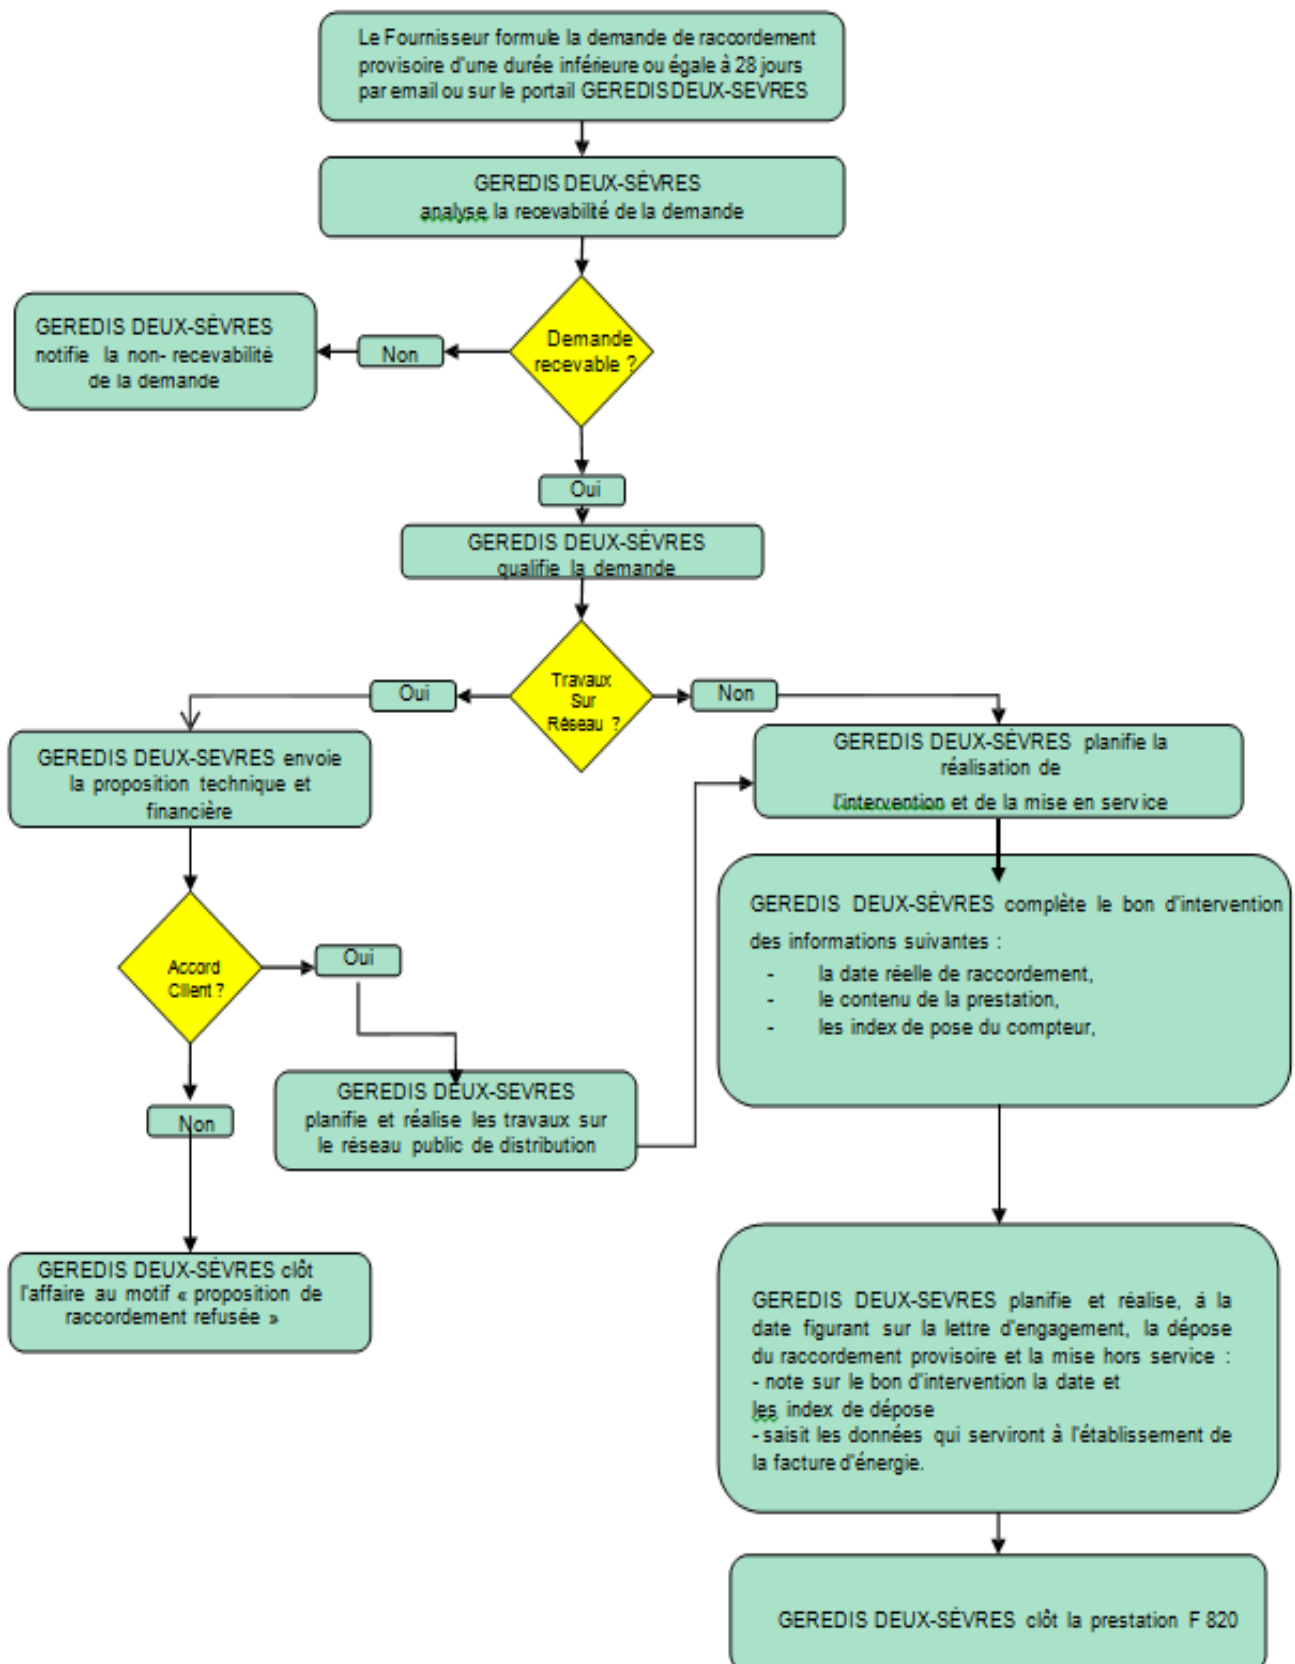 Le Fournisseur formule la demande de raccordement
provisoire d'une durée inférieure ou égale à 28 jours
par email ou sur le portail GEREDIS DEUX-SEVRES
GEREDIS DEUX-SÈVRES
analyse la recevabilité de la demande
Demande
recevable ?
Non
GEREDIS DEUX-SÈVRES
notifie la non- recevabilité
de la demande
Oui
GEREDIS DEUX-SÈVRES
qualifie la demande
Travaux
Sur
Réseau ?
Oui
Non
GEREDIS DEUX-SEVRES envoie
la proposition technique et
financière
GEREDIS DEUX-SÈVRES planifie la
réalisation de
l'intervention et de la mise en service
Accord
Client ?
Oui
Non
GEREDIS DEUX-SEVRES
planifie et réalise les travaux sur
le réseau public de distribution
GEREDIS DEUX-SÈVRES complète le bon d'intervention
des informations suivantes :
- la date réelle de raccordement,
- le contenu de la prestation,
- les index de pose du compteur,
GEREDIS DEUX-SÈVRES clôt
l'affaire au motif « proposition de
raccordement refusée »
GEREDIS DEUX-SEVRES planifie et réalise, à la
date figurant sur la lettre d'engagement, la dépose
du raccordement provisoire et la mise hors service :
- note sur le bon d'intervention la date et
les index de dépose
- saisit les données qui serviront à l'établissement de
la facture d'énergie.
GEREDIS DEUX-SÈVRES clôt la prestation F 820